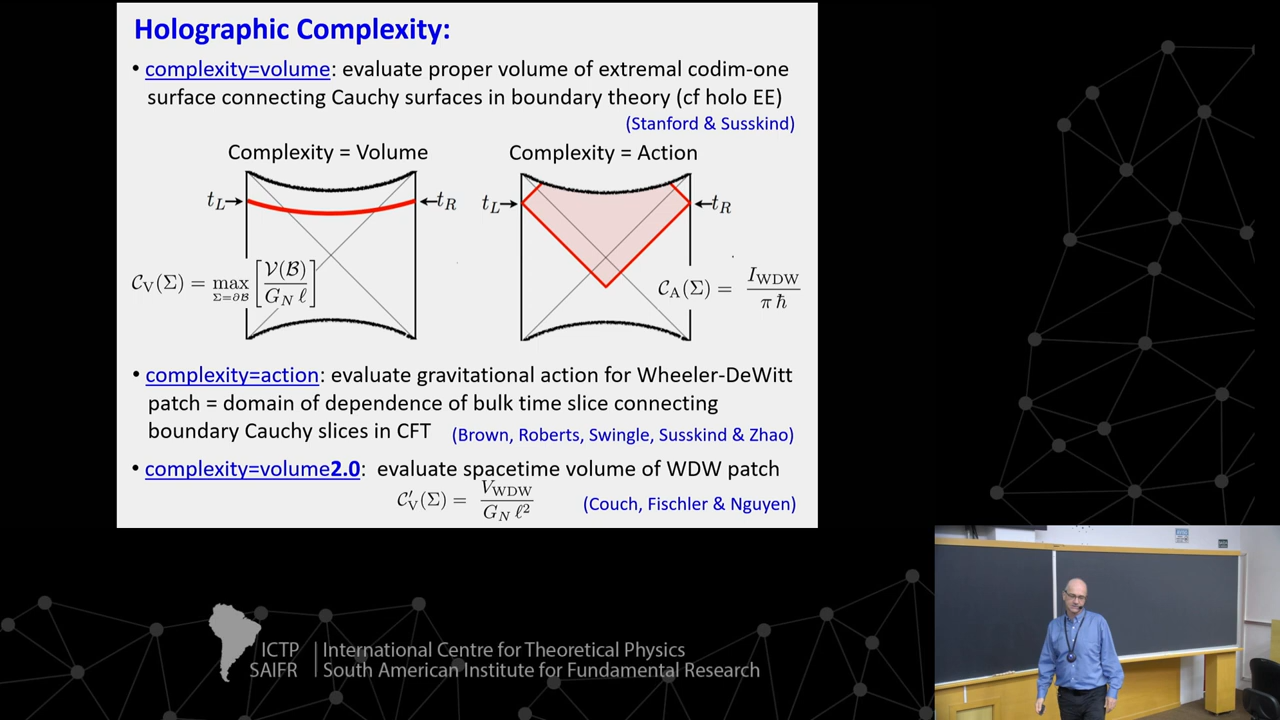 Holographic Complexity:
• complexity=volume: evaluate proper volume of extremal codim-one
surface connecting Cauchy surfaces in boundary theory (cf holo EE)
(Stanford & Susskind)
Complexity = Volume
Complexity = Action
t_L
t_R
t_L
t_R
C_V(Σ) = max_{Σ=∂B} [V(B) / G_N ℓ]
C_A(Σ) = I_WDW / π ħ
• complexity=action: evaluate gravitational action for Wheeler-DeWitt
patch = domain of dependence of bulk time slice connecting
boundary Cauchy slices in CFT (Brown, Roberts, Swingle, Susskind & Zhao)
• complexity=volume2.0: evaluate spacetime volume of WDW patch
C'_V(Σ) = V_WDW / G_N ℓ² (Couch, Fischler & Nguyen)
ICTP
SAIFR
International Centre for Theoretical Physics
South American Institute for Fundamental Research